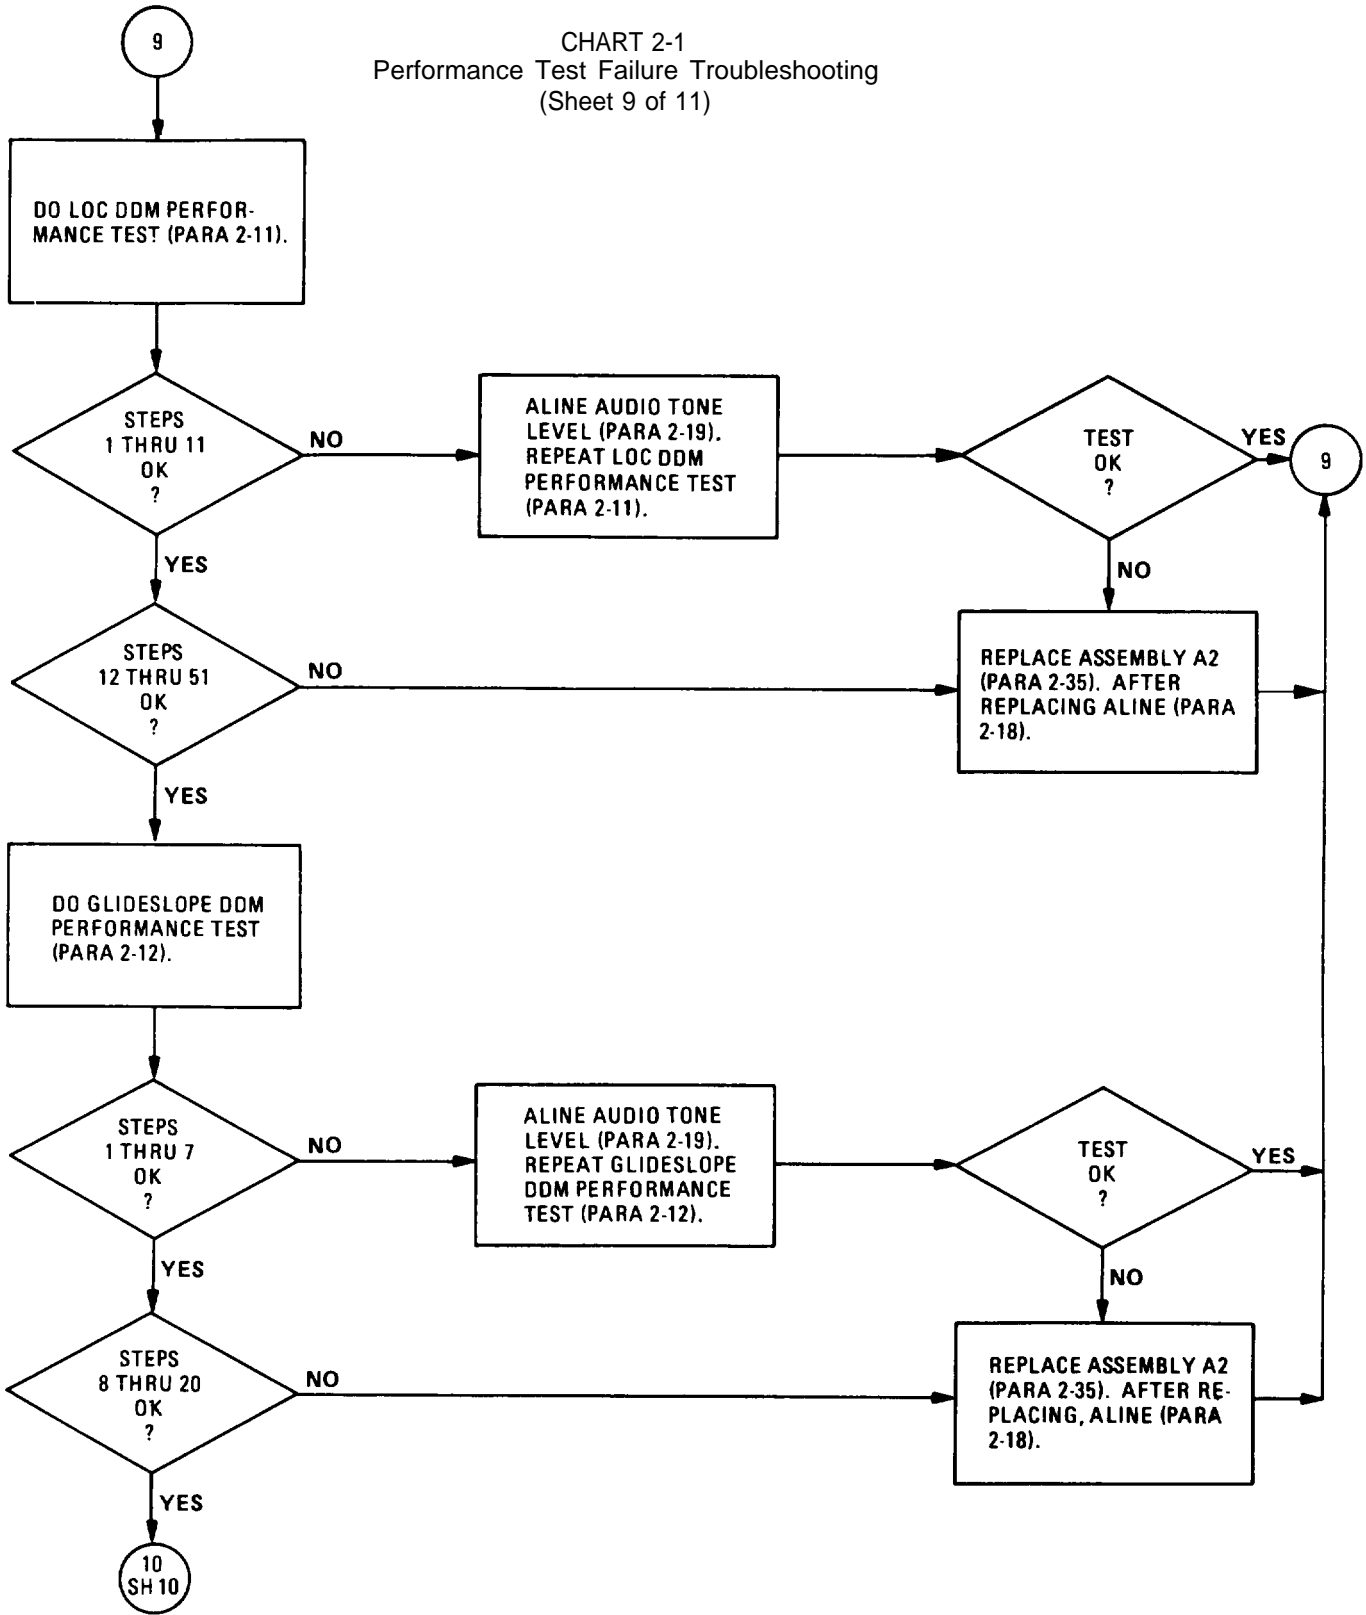 9
CHART 2-1
Performance Test Failure Troubleshooting
(Sheet 9 of 11)
DO LOC DDM PERFOR-
MANCE TEST (PARA 2-11).
STEPS
1 THRU 11
OK
?
NO
ALINE AUDIO TONE
LEVEL (PARA 2-19).
REPEAT LOC DDM
PERFORMANCE TEST
(PARA 2-11).
TEST
OK
?
YES
9
YES
NO
STEPS
12 THRU 51
OK
?
NO
REPLACE ASSEMBLY A2
(PARA 2-35). AFTER
REPLACING ALINE (PARA
2-18).
YES
DO GLIDESLOPE DDM
PERFORMANCE TEST
(PARA 2-12).
STEPS
1 THRU 7
OK
?
NO
ALINE AUDIO TONE
LEVEL (PARA 2-19).
REPEAT GLIDESLOPE
DDM PERFORMANCE
TEST (PARA 2-12).
TEST
OK
?
YES
YES
NO
STEPS
8 THRU 20
OK
?
NO
REPLACE ASSEMBLY A2
(PARA 2-35). AFTER RE-
PLACING, ALINE (PARA
2-18).
YES
10
SH 10